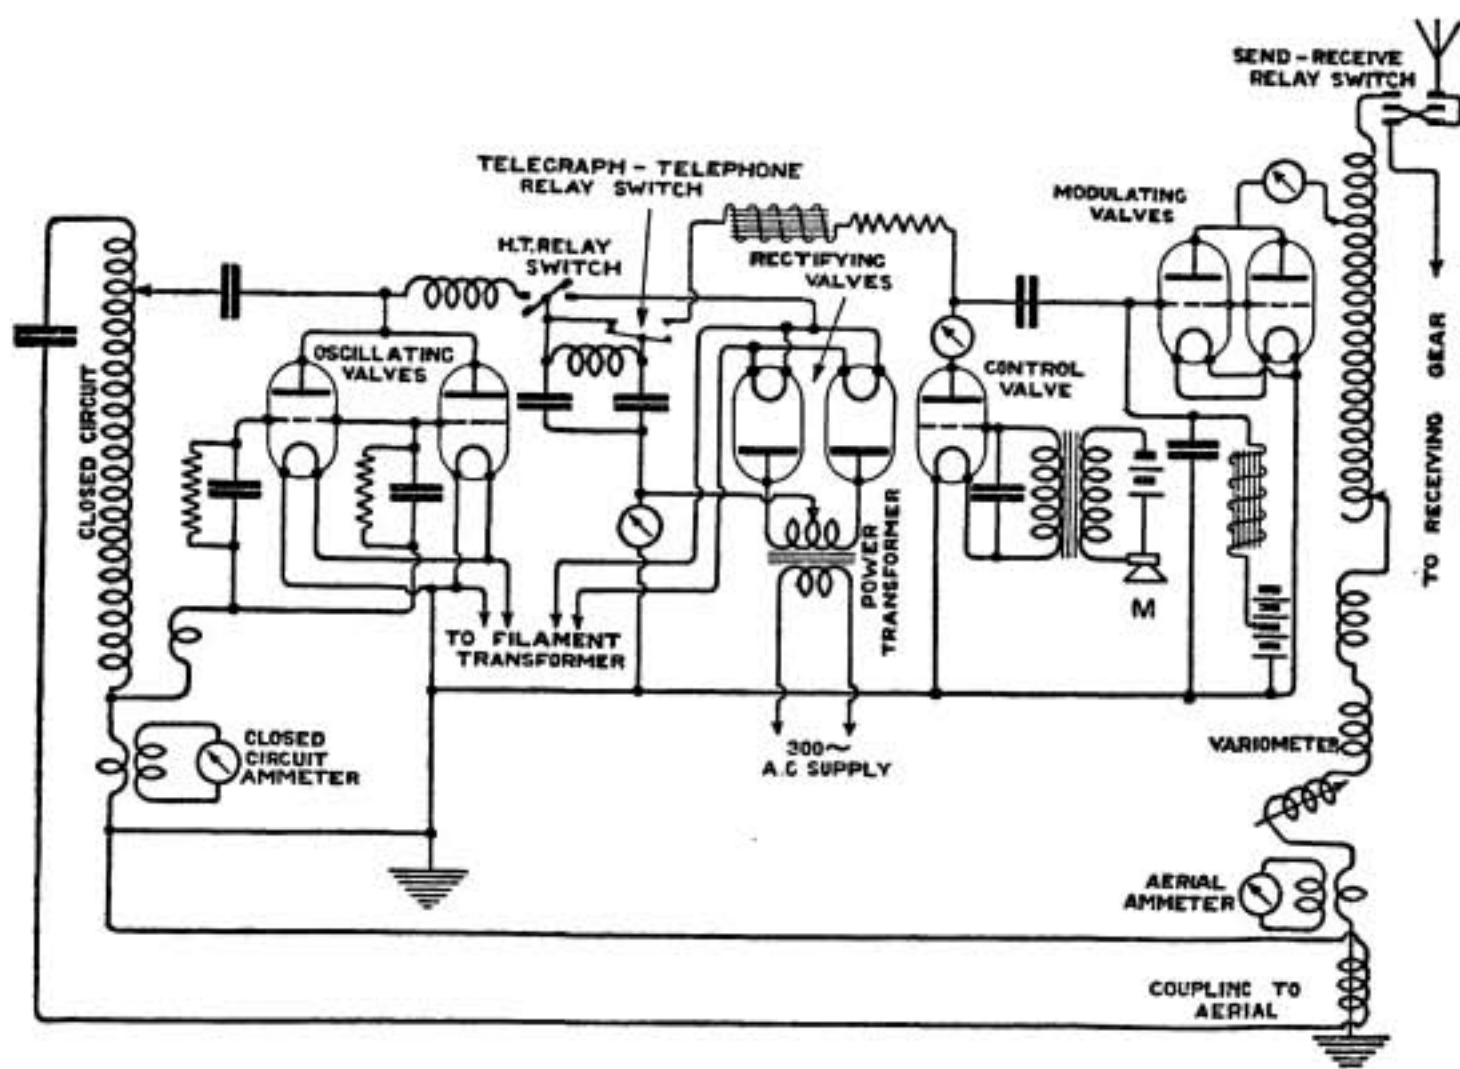 SEND-RECEIVE
RELAY SWITCH
TELEGRAPH - TELEPHONE
RELAY SWITCH
MODULATING
VALVES
H.T. RELAY
SWITCH
RECTIFYING
VALVES
OSCILLATING
VALVES
CONTROL
VALVE
CLOSED CIRCUIT
TO RECEIVING GEAR
POWER
TRANSFORMER
M
TO FILAMENT
TRANSFORMER
CLOSED
CIRCUIT
AMMETER
300~
A.C SUPPLY
VARIOMETER
AERIAL
AMMETER
COUPLING TO
AERIAL